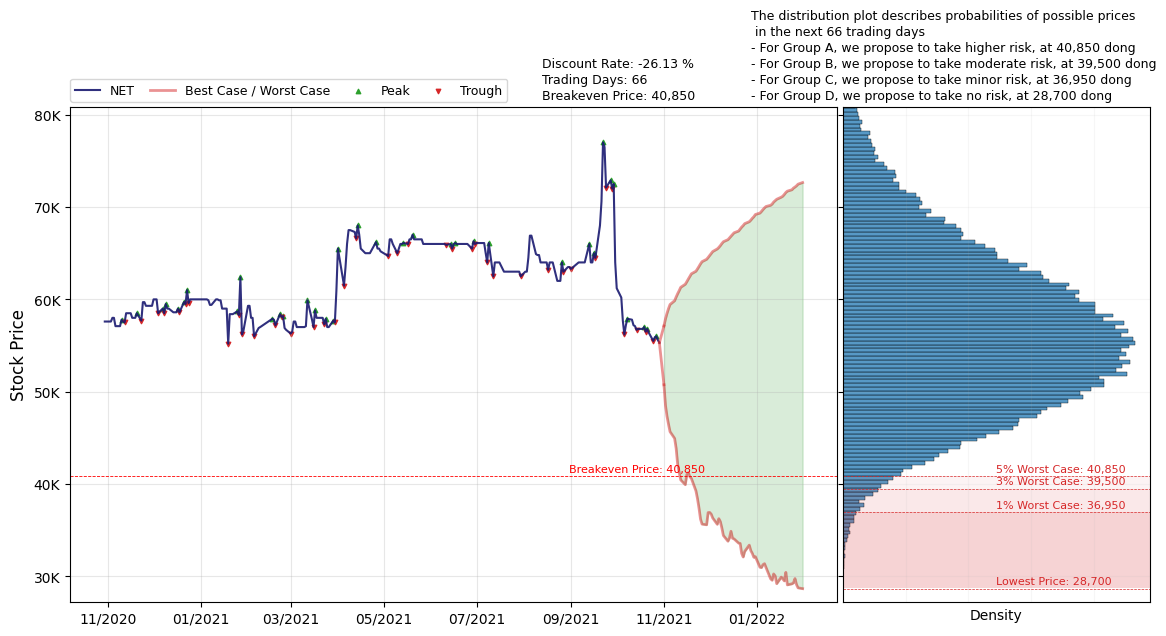 The distribution plot describes probabilities of possible prices
in the next 66 trading days
- For Group A, we propose to take higher risk, at 40,850 dong
- For Group B, we propose to take moderate risk, at 39,500 dong
- For Group C, we propose to take minor risk, at 36,950 dong
- For Group D, we propose to take no risk, at 28,700 dong
Discount Rate: -26.13 %
Trading Days: 66
Breakeven Price: 40,850
NET
Best Case / Worst Case
Peak
Trough
Stock Price
80K
70K
60K
50K
40K
30K
Breakeven Price: 40,850
5% Worst Case: 40,850
3% Worst Case: 39,500
1% Worst Case: 36,950
Lowest Price: 28,700
11/2020
01/2021
03/2021
05/2021
07/2021
09/2021
11/2021
01/2022
Density